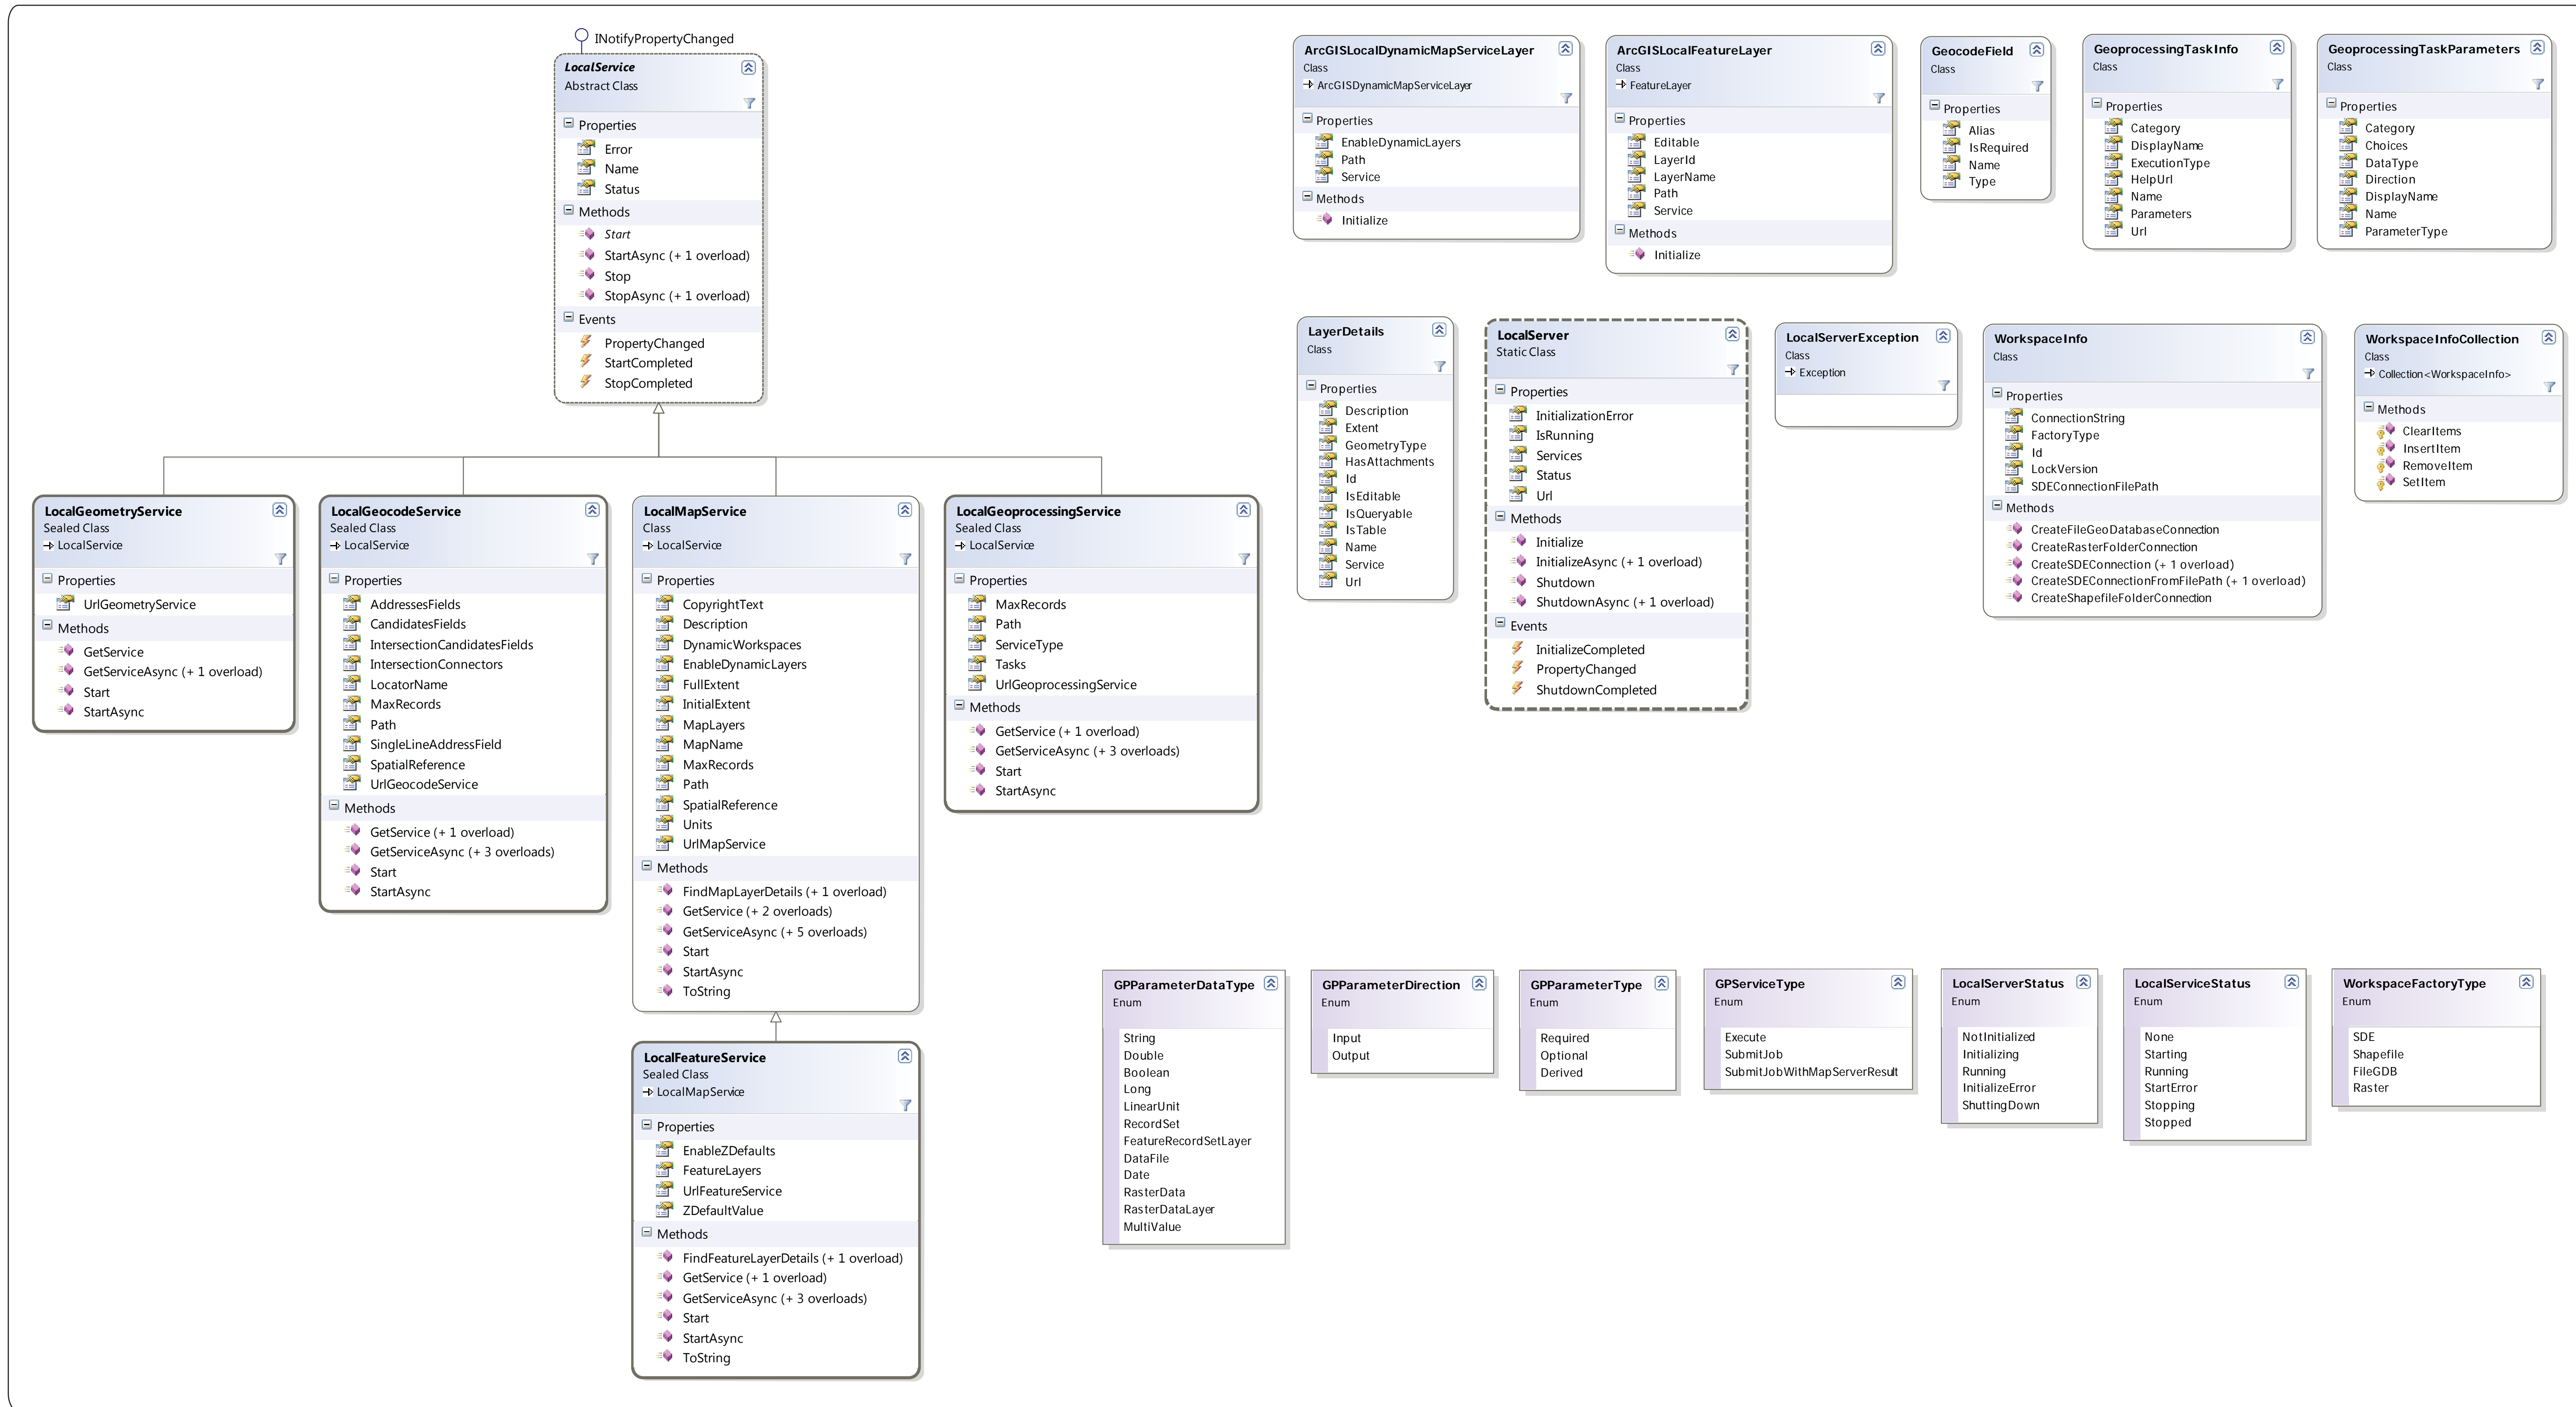 INotifyPropertyChanged
LocalService
Abstract Class
Properties
Error
Name
Status
Methods
Start
StartAsync (+ 1 overload)
Stop
StopAsync (+ 1 overload)
Events
PropertyChanged
StartCompleted
StopCompleted
LocalGeometryService
Sealed Class
LocalService
Properties
UrlGeometryService
Methods
GetService
GetServiceAsync (+ 1 overload)
Start
StartAsync
LocalGeocodeService
Sealed Class
LocalService
Properties
AddressesFields
CandidatesFields
IntersectionCandidatesFields
IntersectionConnectors
LocatorName
MaxRecords
Path
SingleLineAddressField
SpatialReference
UrlGeocodeService
Methods
GetService (+ 1 overload)
GetServiceAsync (+ 3 overloads)
Start
StartAsync
LocalMapService
Class
LocalService
Properties
CopyrightText
Description
DynamicWorkspaces
EnableDynamicLayers
FullExtent
InitialExtent
MapLayers
MapName
MaxRecords
Path
SpatialReference
Units
UrlMapService
Methods
FindMapLayerDetails (+ 1 overload)
GetService (+ 2 overloads)
GetServiceAsync (+ 5 overloads)
Start
StartAsync
ToString
LocalGeoprocessingService
Sealed Class
LocalService
Properties
MaxRecords
Path
ServiceType
Tasks
UrlGeoprocessingService
Methods
GetService (+ 1 overload)
GetServiceAsync (+ 3 overloads)
Start
StartAsync
LocalFeatureService
Sealed Class
LocalMapService
Properties
EnableZDefaults
FeatureLayers
UrlFeatureService
ZDefaultValue
Methods
FindFeatureLayerDetails (+ 1 overload)
GetService (+ 1 overload)
GetServiceAsync (+ 3 overloads)
Start
StartAsync
ToString
ArcGISLocalDynamicMapServiceLayer
Class
ArcGISDynamicMapServiceLayer
Properties
EnableDynamicLayers
Path
Service
Methods
Initialize
ArcGISLocalFeatureLayer
Class
FeatureLayer
Properties
Editable
LayerId
LayerName
Path
Service
Methods
Initialize
GeocodeField
Class
Properties
Alias
IsRequired
Name
Type
GeoprocessingTaskInfo
Class
Properties
Category
DisplayName
ExecutionType
HelpUrl
Name
Parameters
Url
GeoprocessingTaskParameters
Class
Properties
Category
Choices
DataType
Direction
DisplayName
Name
ParameterType
LayerDetails
Class
Properties
Description
Extent
GeometryType
HasAttachments
Id
IsEditable
IsQueryable
IsTable
Name
Service
Url
LocalServer
Static Class
Properties
InitializationError
IsRunning
Services
Status
Url
Methods
Initialize
InitializeAsync (+ 1 overload)
Shutdown
ShutdownAsync (+ 1 overload)
Events
InitializeCompleted
PropertyChanged
ShutdownCompleted
LocalServerException
Class
Exception
WorkspaceInfo
Class
Properties
ConnectionString
FactoryType
Id
LockVersion
SDEConnectionFilePath
Methods
CreateFileGeoDatabaseConnection
CreateRasterFolderConnection
CreateSDEConnection (+ 1 overload)
CreateSDEConnectionFromFilePath (+ 1 overload)
CreateShapefileFolderConnection
WorkspaceInfoCollection
Class
Collection<WorkspaceInfo>
Methods
ClearItems
InsertItem
RemoveItem
SetItem
GPParameterDataType
Enum
String
Double
Boolean
Long
LinearUnit
RecordSet
FeatureRecordSetLayer
DataFile
Date
RasterData
RasterDataLayer
MultiValue
GPParameterDirection
Enum
Input
Output
GPParameterType
Enum
Required
Optional
Derived
GPServiceType
Enum
Execute
SubmitJob
SubmitJobWithMapServerResult
LocalServerStatus
Enum
NotInitialized
Initializing
Running
InitializeError
ShuttingDown
LocalServiceStatus
Enum
None
Starting
Running
StartError
Stopping
Stopped
WorkspaceFactoryType
Enum
SDE
Shapefile
FileGDB
Raster